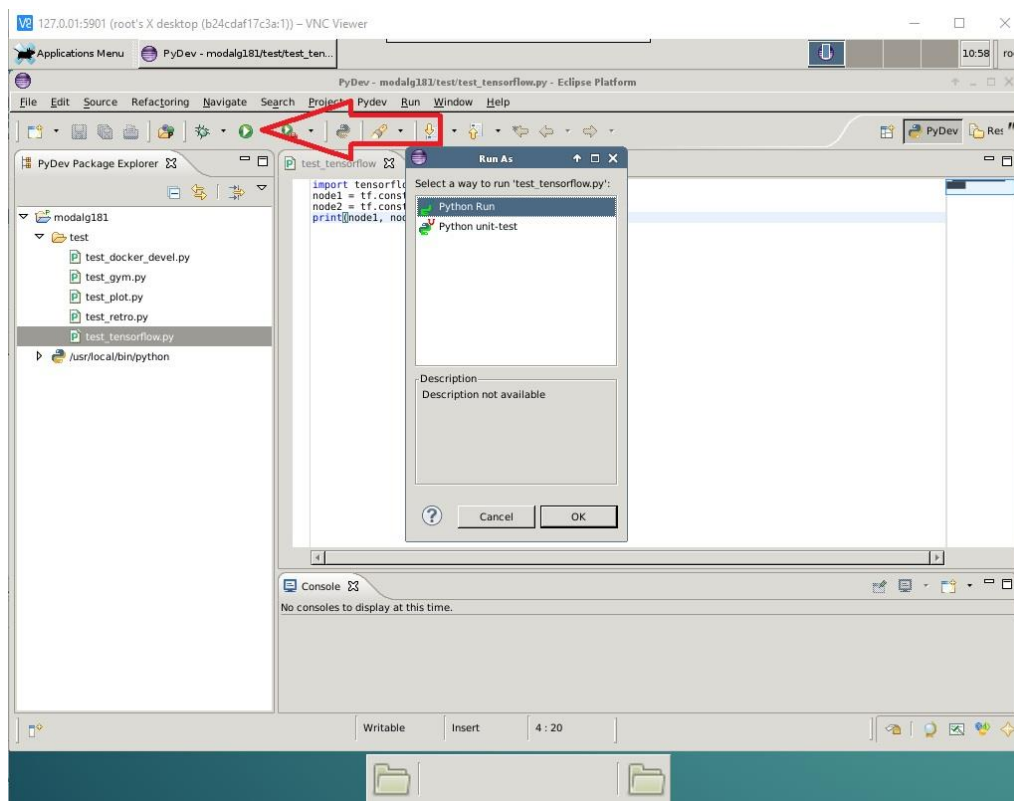 127.0.01:5901 (root's X desktop (b24cdaf17c3a:1)) – VNC Viewer
Applications Menu
PyDev - modalg181/test/test_ten...
10:58
ro
PyDev - modalg181/test/test_tensorflow.py - Eclipse Platform
File Edit Source Refactoring Navigate Search Project Pydev Run Window Help
PyDev
Re
PyDev Package Explorer
modalg181
test
test_docker_devel.py
test_gym.py
test_plot.py
test_retro.py
test_tensorflow.py
/usr/local/bin/python
test_tensorflow
import tensorfl
node1 = tf.const
node2 = tf.const
print(node1, no
Run As
Select a way to run 'test_tensorflow.py':
Python Run
Python unit-test
Description
Description not available
Cancel
OK
Console
No consoles to display at this time.
Writable
Insert
4 : 20